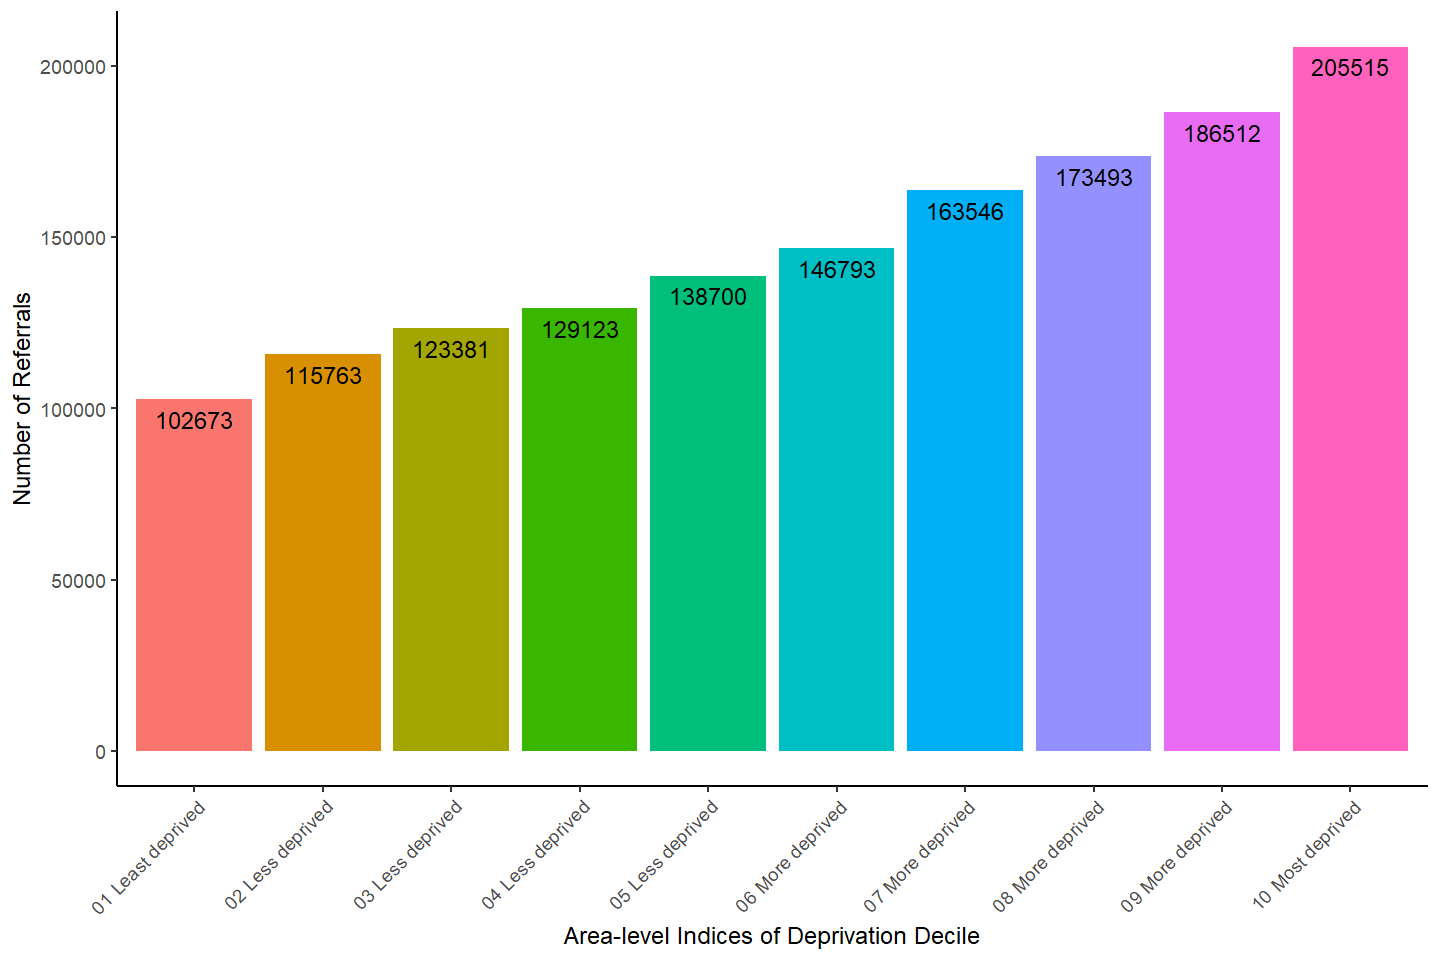 Number of Referrals
200000
150000
100000
50000
0
102673
115763
123381
129123
138700
146793
163546
173493
186512
205515
01 Least deprived
02 Less deprived
03 Less deprived
04 Less deprived
05 Less deprived
06 More deprived
07 More deprived
08 More deprived
09 More deprived
10 Most deprived
Area-level Indices of Deprivation Decile